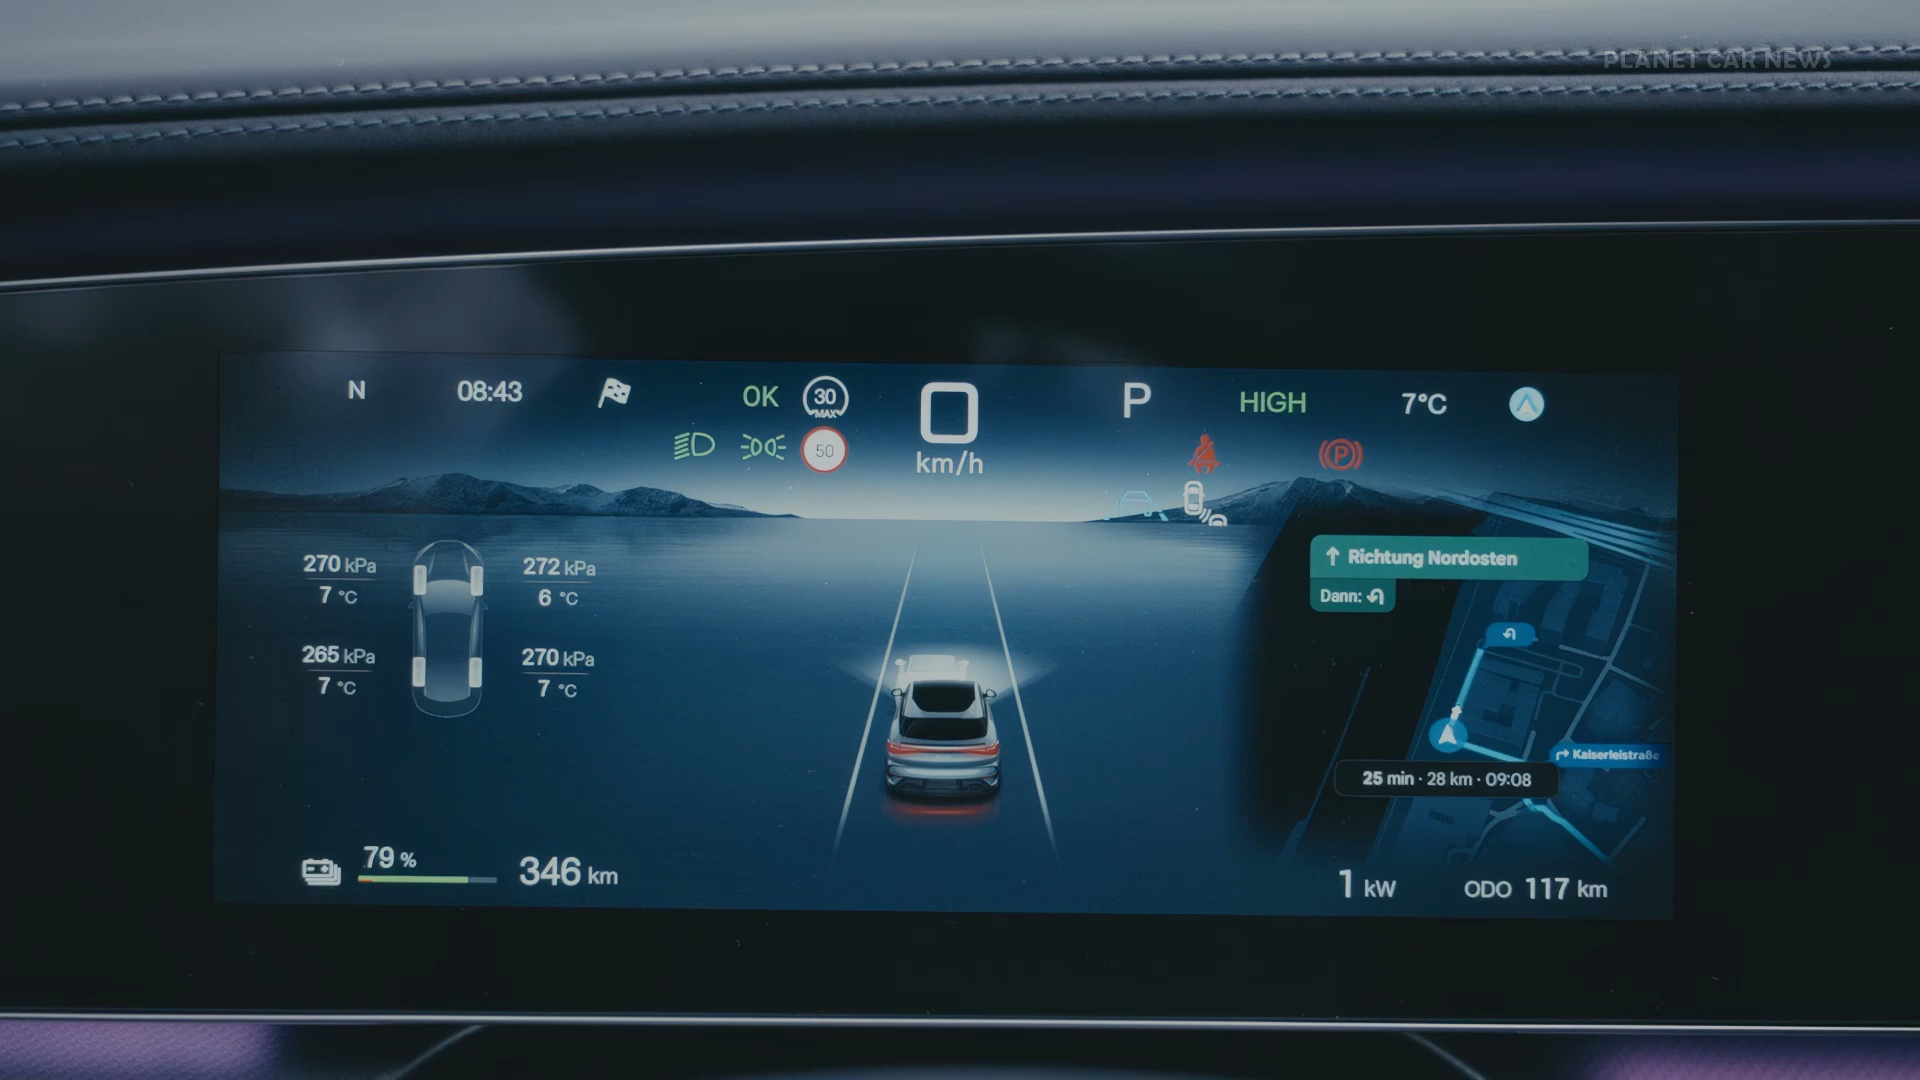 PLANET CAR NEWS
N 08:43 OK 30 MAX 0 P HIGH 7°C
50 km/h P
Richtung Nordosten
Dann:
270 kPa 272 kPa
7 °C 6 °C
265 kPa 270 kPa
7 °C 7 °C
Kaiserleistraße
25 min · 28 km · 09:08
79 % 346 km 1 kW ODO 117 km